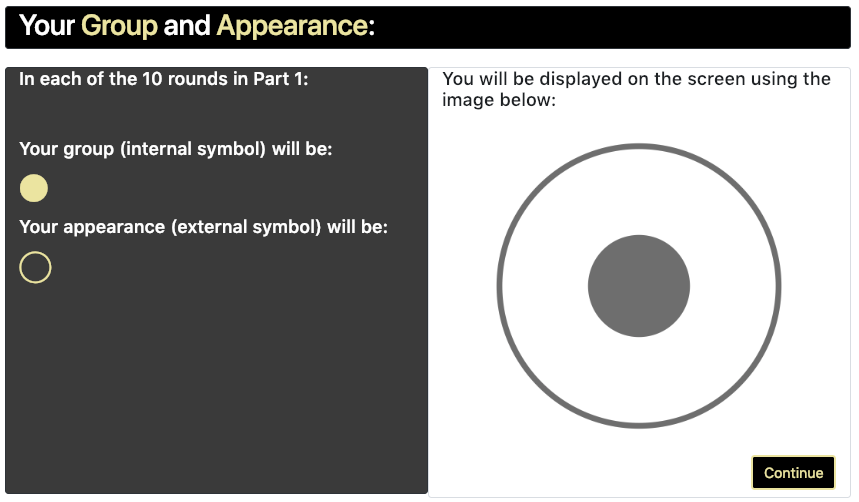 Your Group and Appearance:
In each of the 10 rounds in Part 1:
Your group (internal symbol) will be:
Your appearance (external symbol) will be:
You will be displayed on the screen using the
image below:
Continue